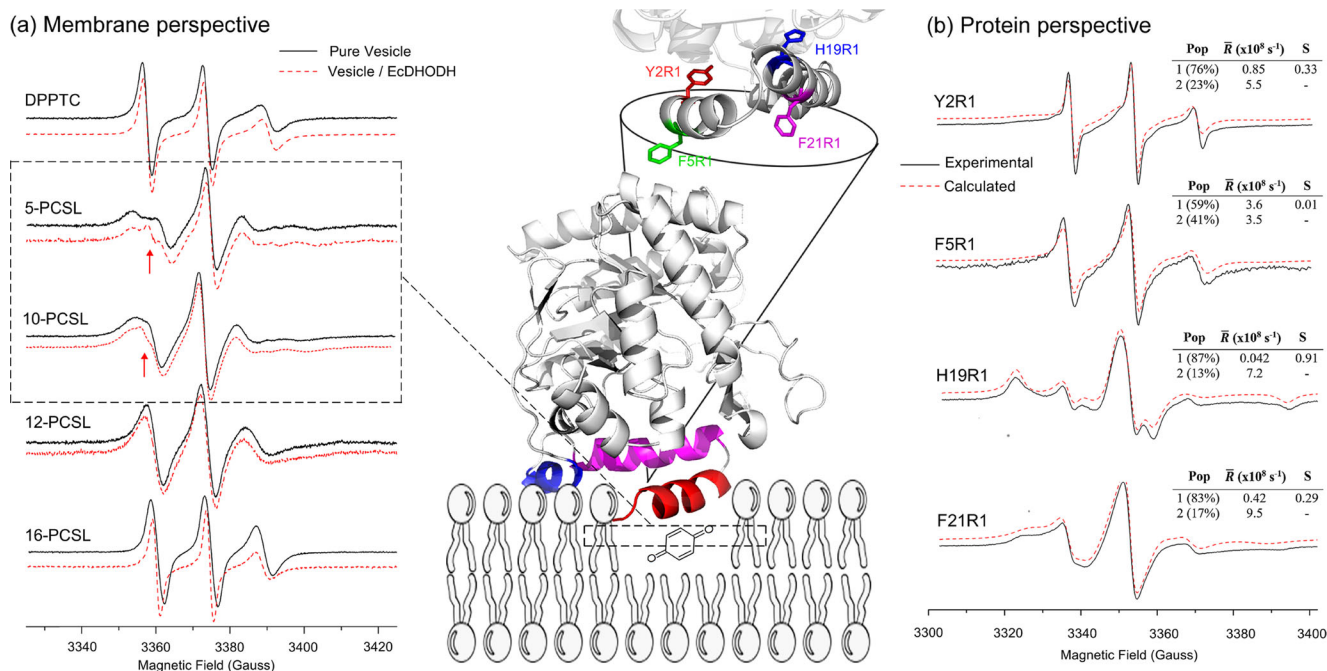 (a) Membrane perspective
Pure Vesicle
Vesicle / EcDHODH
DPPTC
5-PCSL
10-PCSL
12-PCSL
16-PCSL
3340 3360 3380 3400 3420
Magnetic Field (Gauss)
H19R1
Y2R1
F21R1
F5R1
(b) Protein perspective
Pop R̅ (x10⁸ s⁻¹) S
1 (76%) 0.85 0.33
2 (23%) 5.5 -
Y2R1
Experimental
Calculated
Pop R̅ (x10⁸ s⁻¹) S
1 (59%) 3.6 0.01
2 (41%) 3.5 -
F5R1
Pop R̅ (x10⁸ s⁻¹) S
1 (87%) 0.042 0.91
2 (13%) 7.2 -
H19R1
Pop R̅ (x10⁸ s⁻¹) S
1 (83%) 0.42 0.29
2 (17%) 9.5 -
F21R1
3300 3320 3340 3360 3380 3400
Magnetic Field (Gauss)